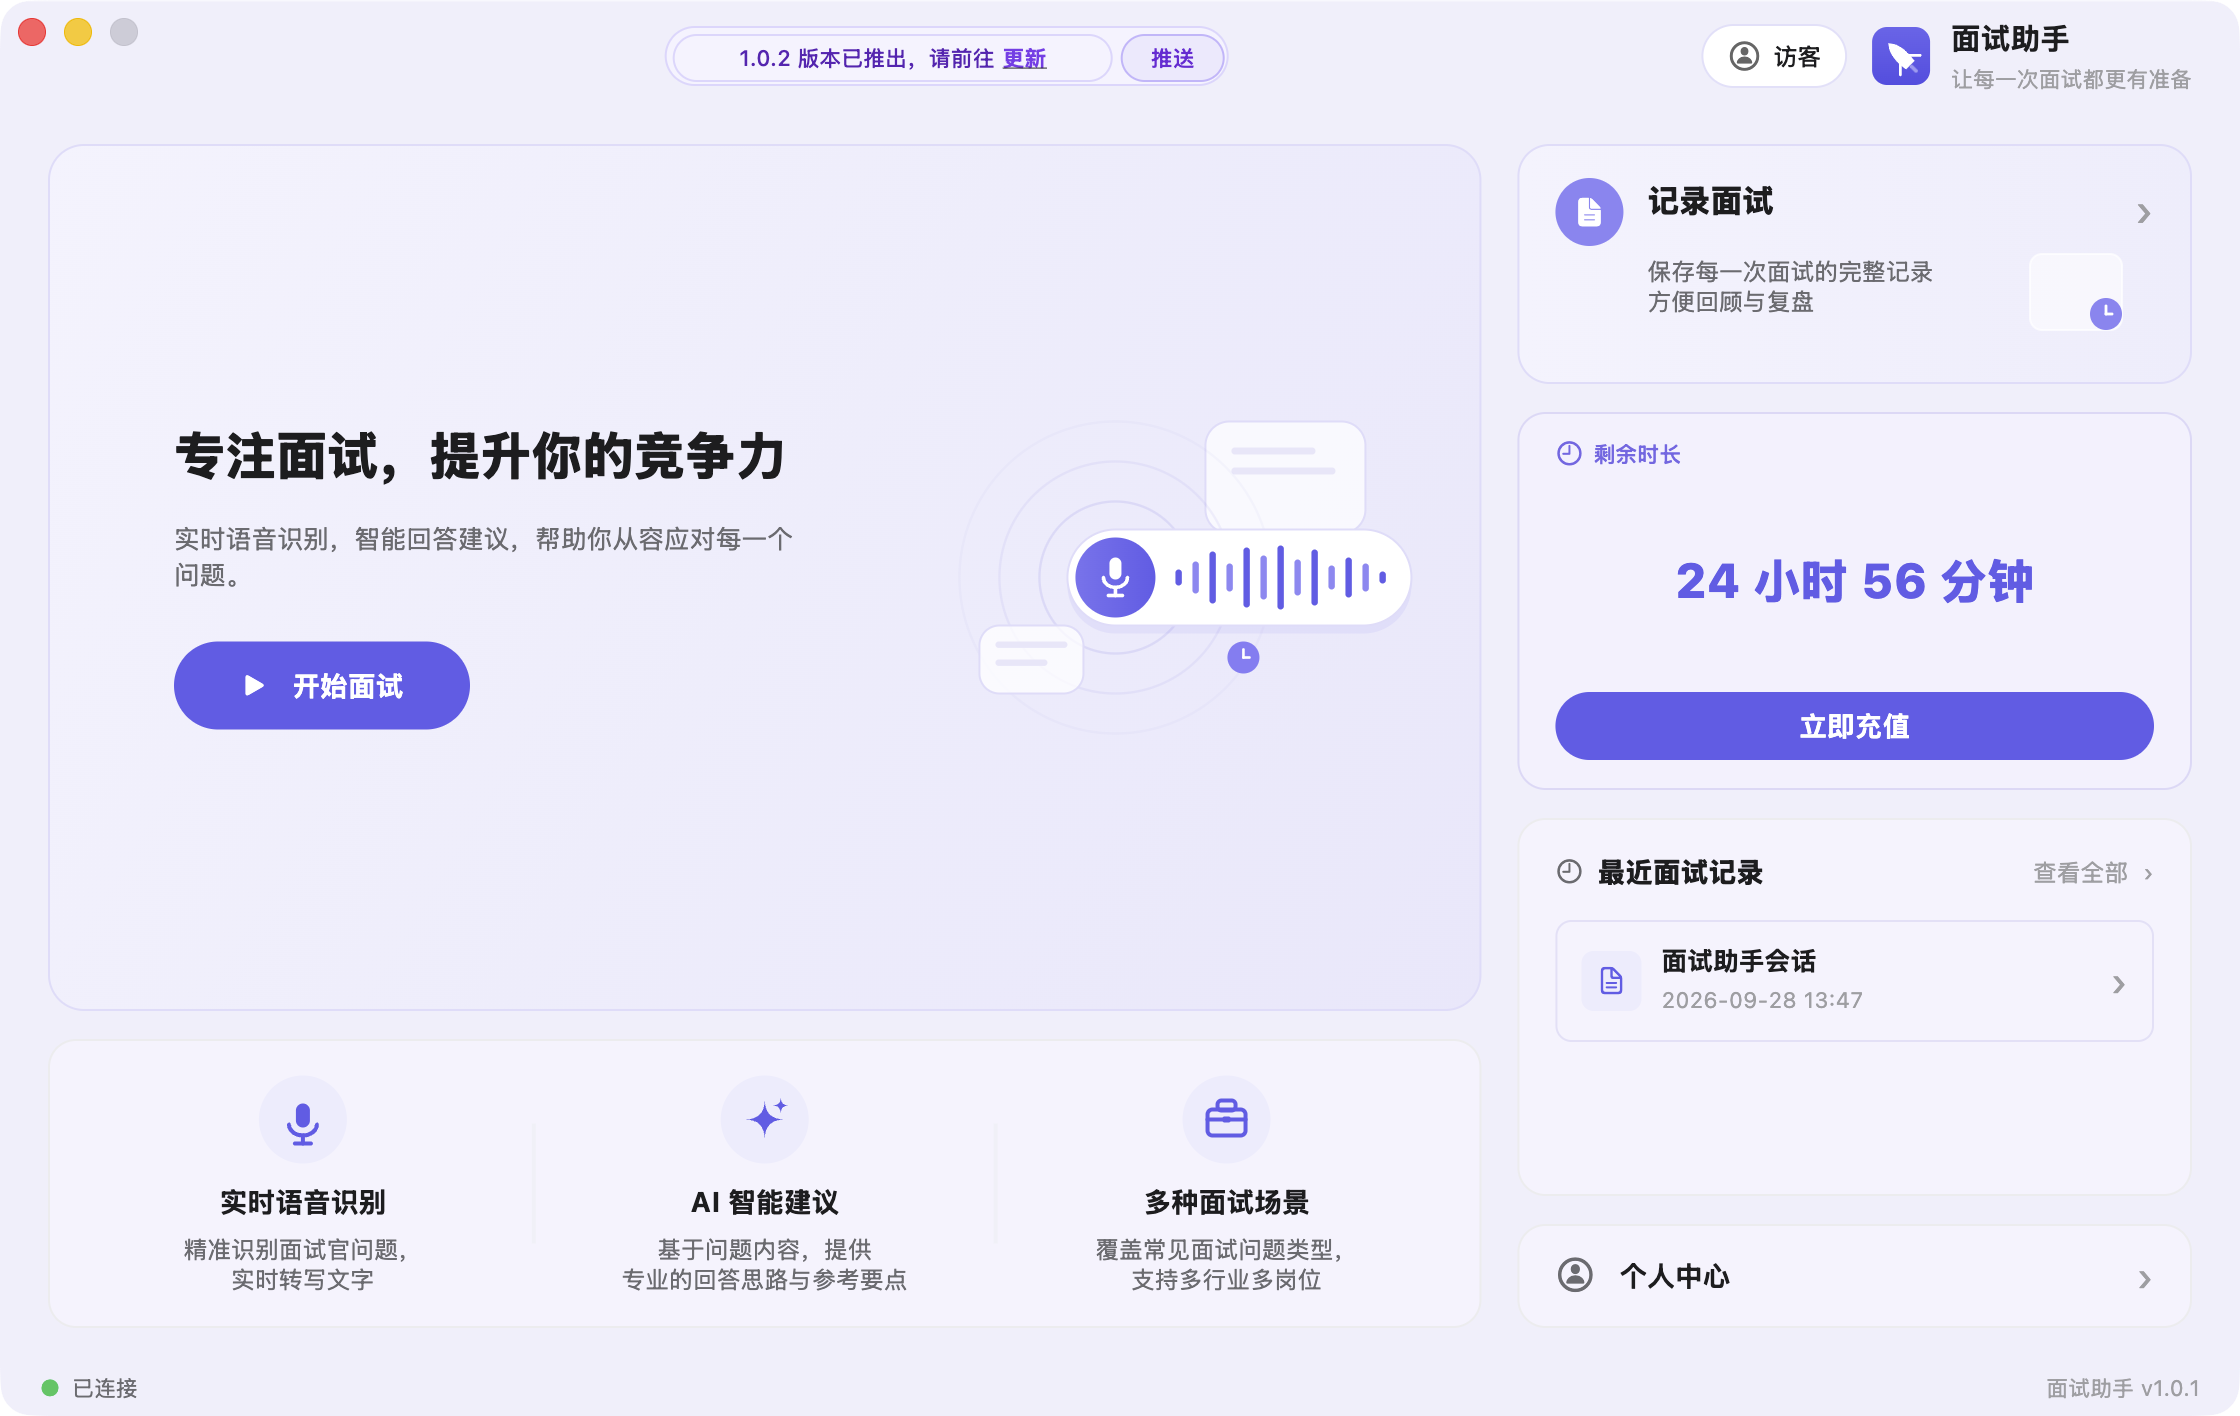 1.0.2 版本已推出，请前往 更新
推送
访客
面试助手
让每一次面试都更有准备
专注面试，提升你的竞争力
实时语音识别，智能回答建议，帮助你从容应对每一个
问题。
开始面试
记录面试
保存每一次面试的完整记录
方便回顾与复盘
剩余时长
24 小时 56 分钟
立即充值
最近面试记录
查看全部
面试助手会话
2026-09-28 13:47
实时语音识别
精准识别面试官问题，
实时转写文字
AI 智能建议
基于问题内容，提供
专业的回答思路与参考要点
多种面试场景
覆盖常见面试问题类型，
支持多行业多岗位
个人中心
已连接
面试助手 v1.0.1